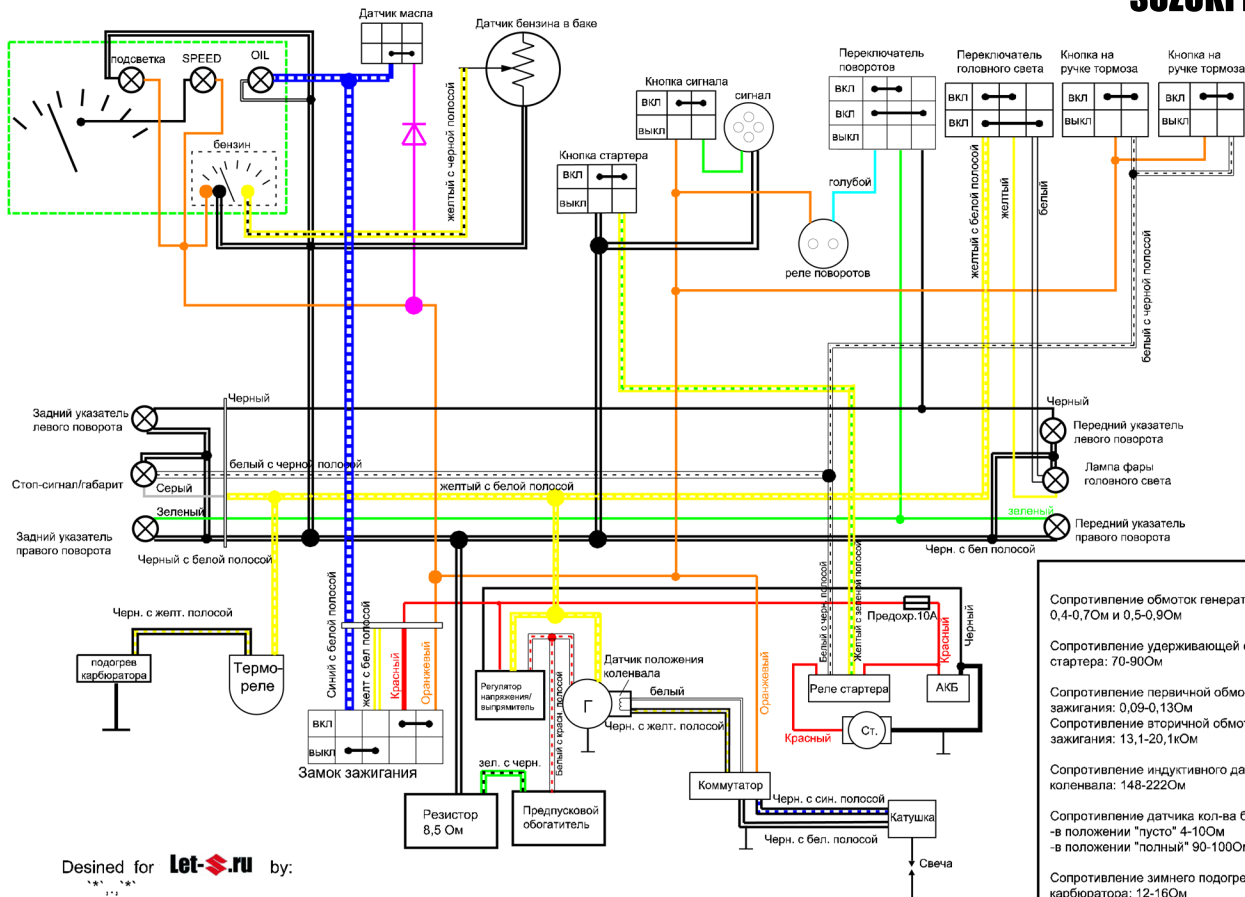 SUZUKI
Датчик масла
Датчик бензина в баке
подсветка
SPEED
OIL
бензин
желтый с черной полосой
Кнопка сигнала
ВКЛ
ВЫКЛ
сигнал
Кнопка стартера
ВКЛ
ВЫКЛ
Переключатель
поворотов
ВКЛ
ВКЛ
ВЫКЛ
голубой
реле поворотов
Переключатель
головного света
ВКЛ
ВКЛ
желтый с белой полосой
желтый
белый
Кнопка на
ручке тормоза
ВКЛ
ВЫКЛ
Кнопка на
ручке тормоза
ВКЛ
ВЫКЛ
белый с черной полосой
Задний указатель
левого поворота
Черный
Стоп-сигнал/габарит
белый с черной полосой
Серый
желтый с белой полосой
Зеленый
Задний указатель
правого поворота
Черный с белой полосой
Черный
Передний указатель
левого поворота
Лампа фары
головного света
зеленый
Передний указатель
правого поворота
Черн. с бел полосой
Черн. с желт. полосой
подогрев
карбюратора
Термо-
реле
Синий с белой полосой
желт с бел полосой
Красный
Оранжевый
ВКЛ
ВЫКЛ
Замок зажигания
Регулятор
напряжения/
выпрямитель
Белый с красн. полосой
Г
Датчик положения
коленвала
белый
Черн. с желт. полосой
зел. с черн.
Резистор
8,5 Ом
Предпусковой
обогатитель
Оранжевый
Коммутатор
Черн. с син. полосой
Черн. с бел. полосой
Катушка
Свеча
Белый с черн. полосой
Желтый с зеленой полосой
Предохр.10А
Красный
Черный
Реле стартера
АКБ
Красный
Ст.
Сопротивление обмоток генерат
0,4-0,7Ом и 0,5-0,9Ом
Сопротивление удерживающей
стартера: 70-90Ом
Сопротивление первичной обмо
зажигания: 0,09-0,13Ом
Сопротивление вторичной обмот
зажигания: 13,1-20,1кОм
Сопротивление индуктивного да
коленвала: 148-222Ом
Сопротивление датчика кол-ва б
-в положении "пусто" 4-10Ом
-в положении "полный" 90-100Ом
Сопротивление зимнего подогре
карбюратора: 12-16Ом
Desined for Let-S.ru by: